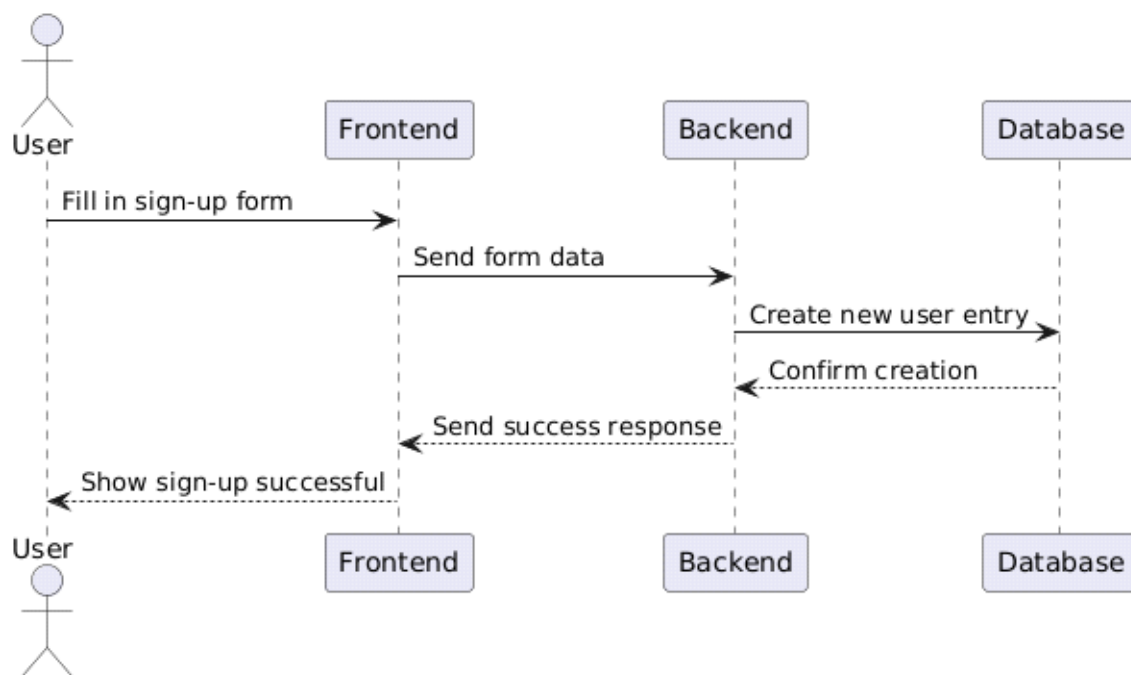 User
Frontend
Backend
Database
Fill in sign-up form
Send form data
Create new user entry
Confirm creation
Send success response
Show sign-up successful
User
Frontend
Backend
Database